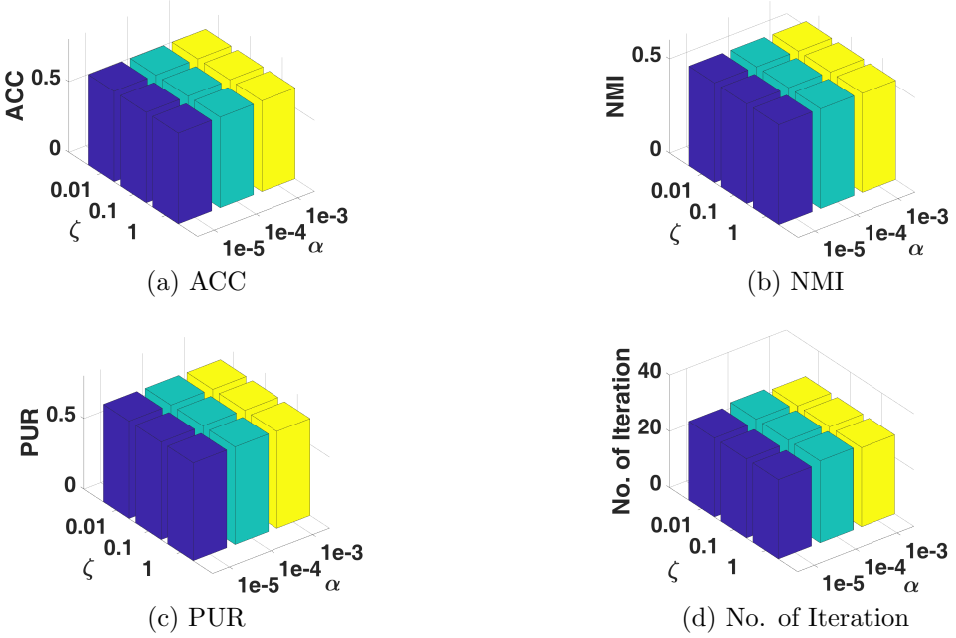 ACC
0.5
0
0.01
0.1
1
ζ
1e-5
1e-4
1e-3
α
(a) ACC
NMI
0.5
0
0.01
0.1
1
ζ
1e-5
1e-4
1e-3
α
(b) NMI
PUR
0.5
0
0.01
0.1
1
ζ
1e-5
1e-4
1e-3
α
(c) PUR
No. of Iteration
40
20
0
0.01
0.1
1
ζ
1e-5
1e-4
1e-3
α
(d) No. of Iteration